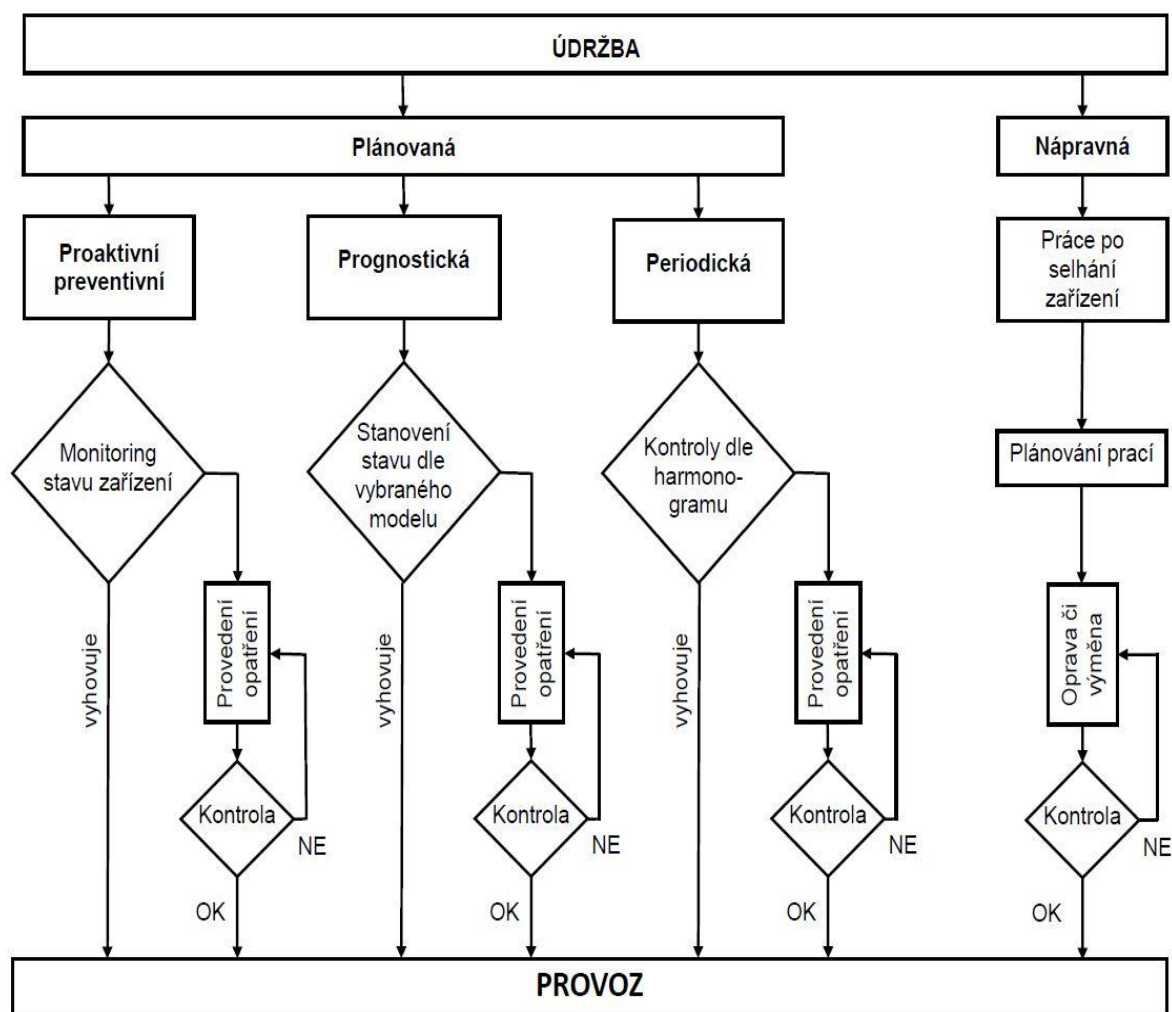 ÚDRŽBA
Plánovaná
Nápravná
Proaktivní
preventivní
Prognostická
Periodická
Práce po
selhání
zařízení
Monitoring
stavu zařízení
Stanovení
stavu dle
vybraného
modelu
Kontroly dle
harmono-
gramu
Plánování prací
vyhovuje
Provedení
opatření
vyhovuje
Provedení
opatření
vyhovuje
Provedení
opatření
Oprava či
výměna
Kontrola
NE
Kontrola
NE
Kontrola
NE
Kontrola
NE
OK
OK
OK
OK
PROVOZ